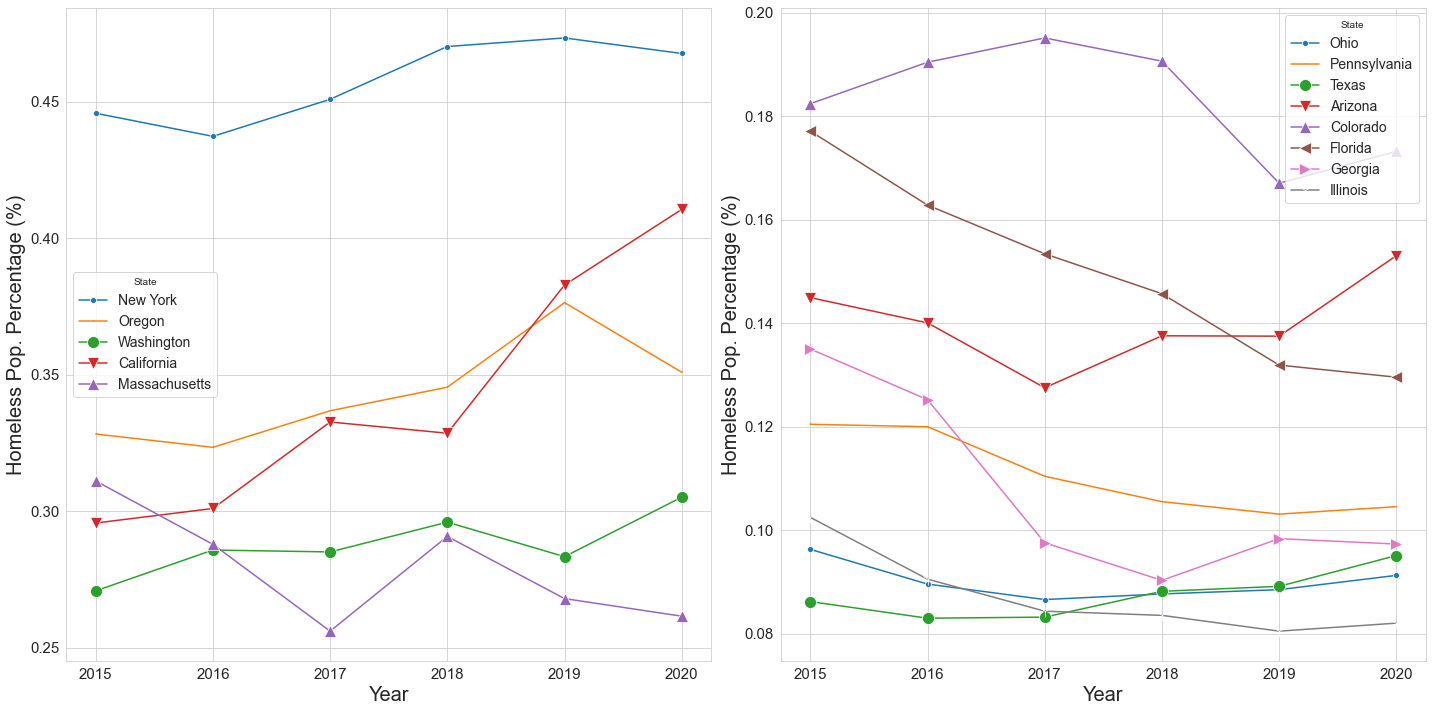 Homeless Pop. Percentage (%)
0.45
0.40
0.35
0.30
0.25
State
New York
Oregon
Washington
California
Massachusetts
2015 2016 2017 2018 2019 2020
Year
Homeless Pop. Percentage (%)
0.20
0.18
0.16
0.14
0.12
0.10
0.08
State
Ohio
Pennsylvania
Texas
Arizona
Colorado
Florida
Georgia
Illinois
2015 2016 2017 2018 2019 2020
Year